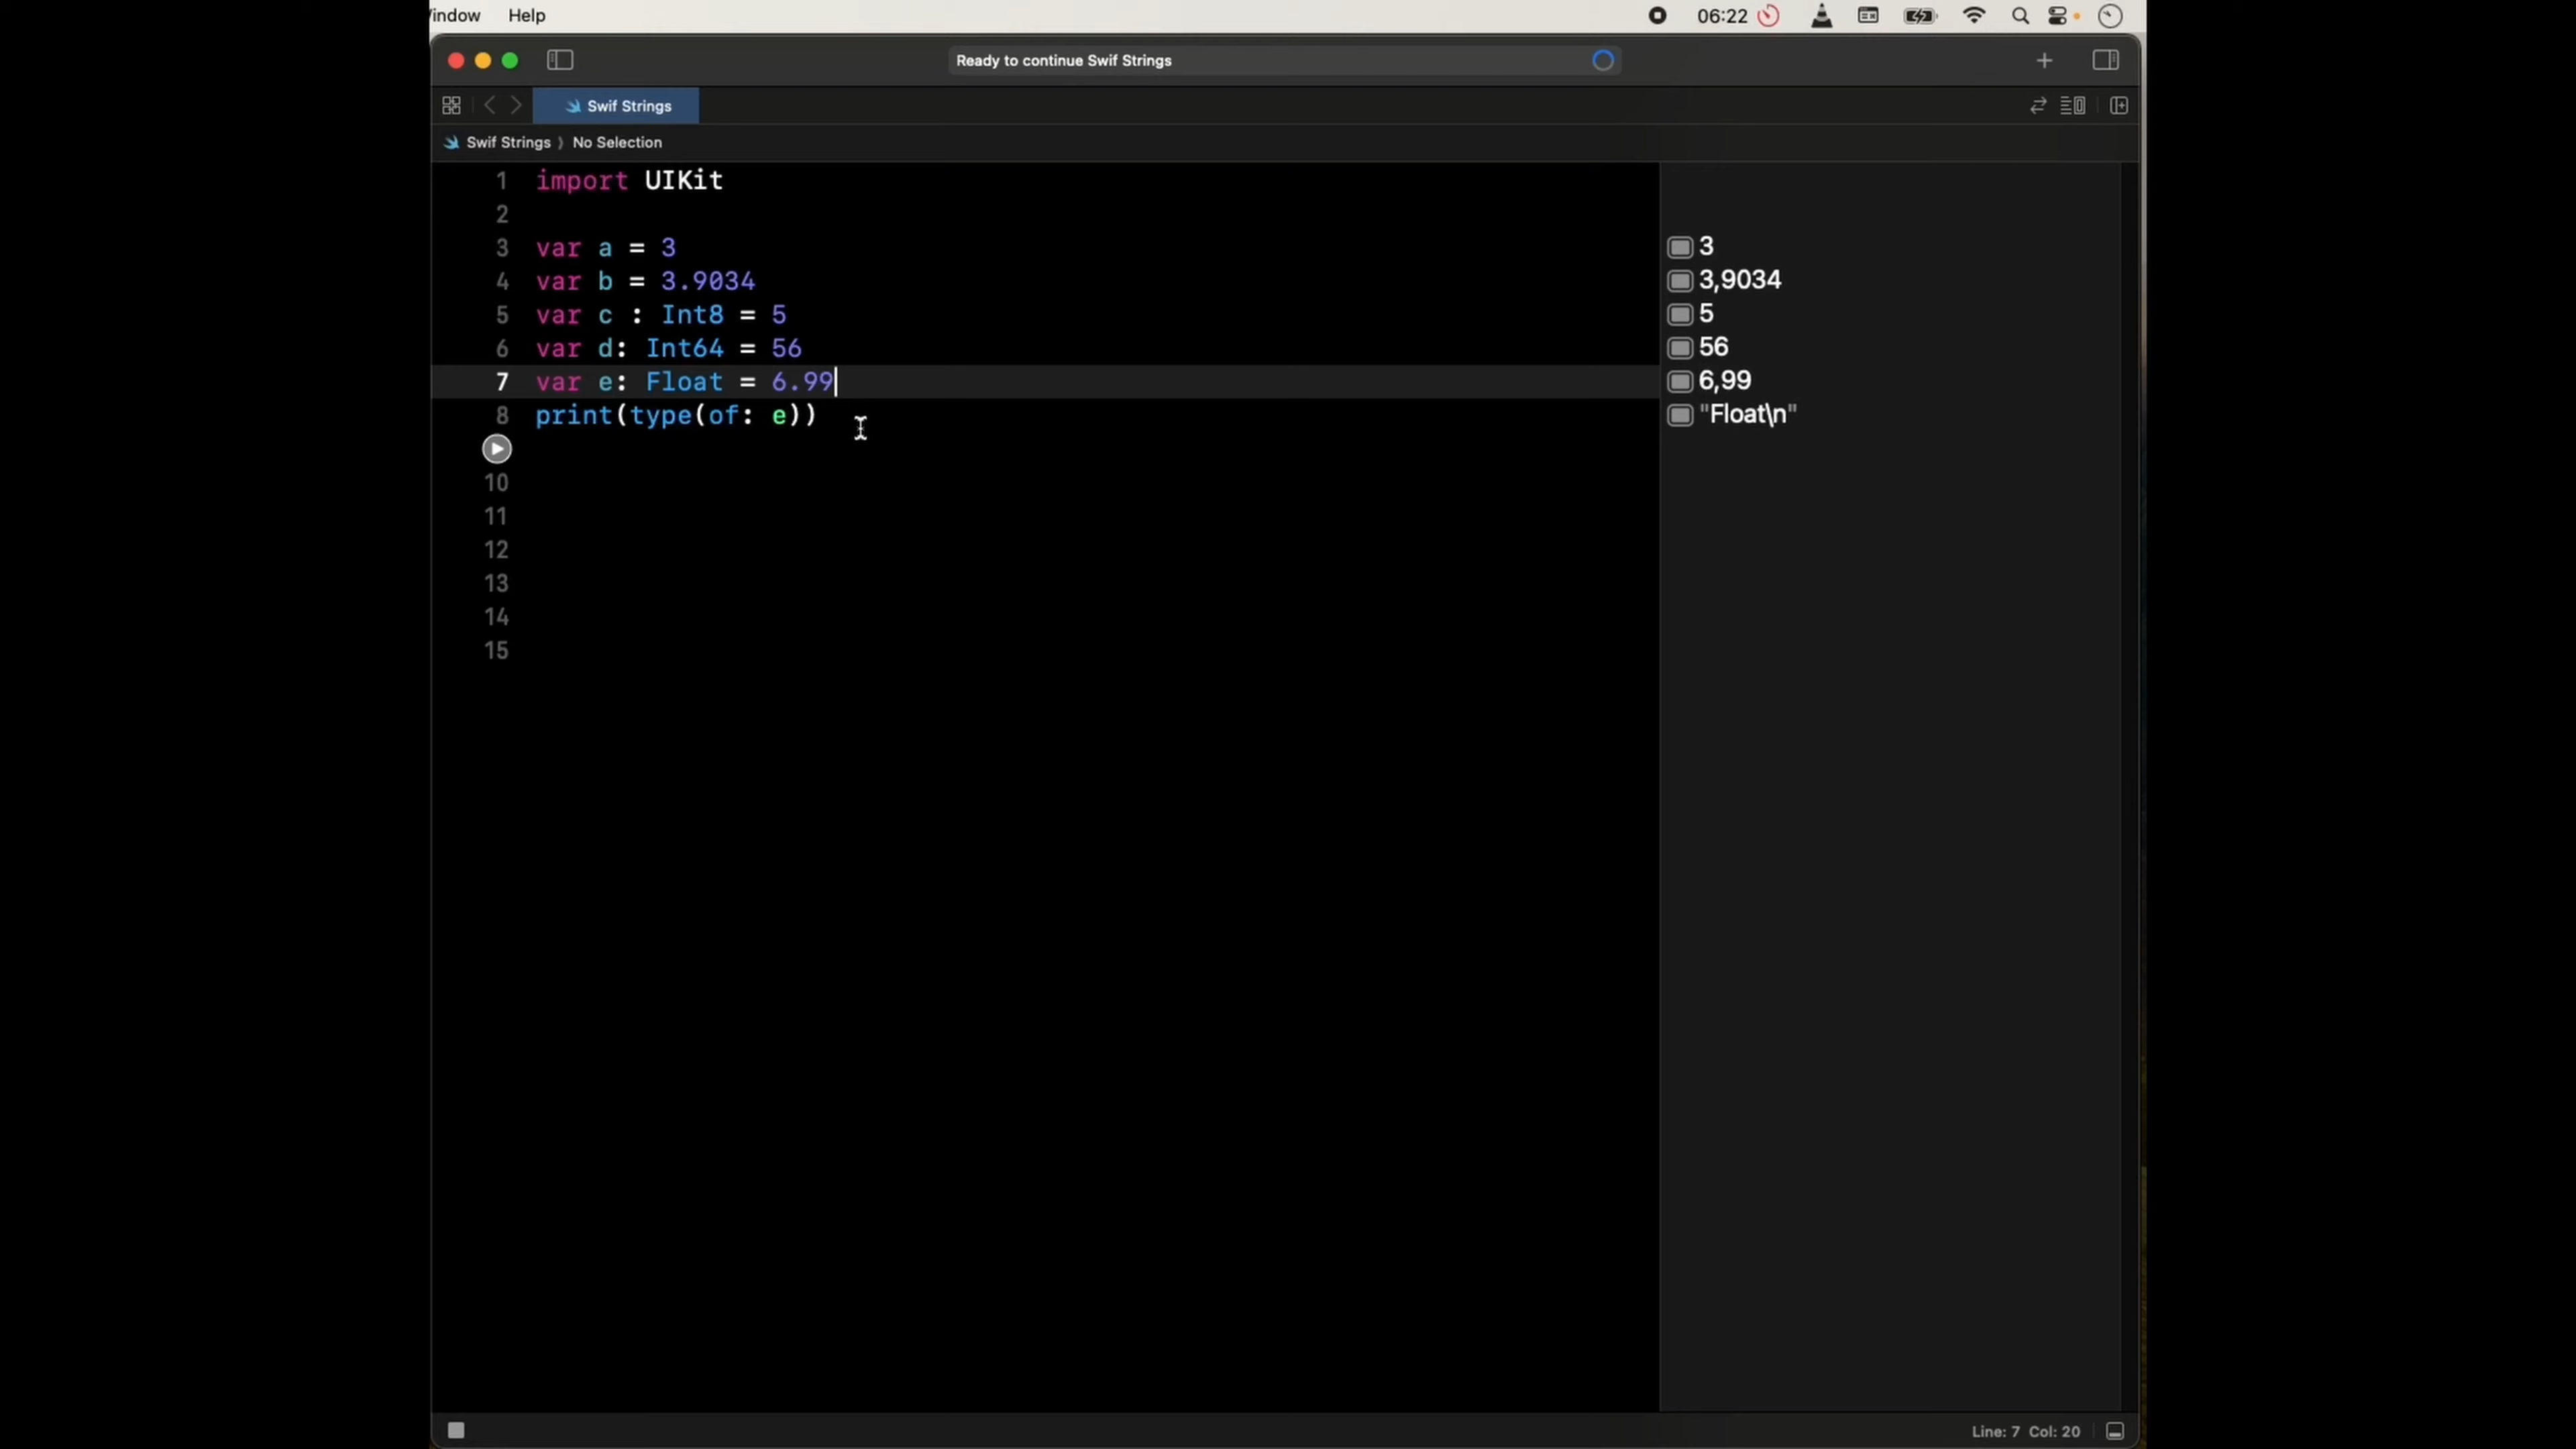 indow Help 06:22
Ready to continue Swif Strings
Swif Strings
Swif Strings No Selection
1 import UIKit
2
3 var a = 3 3
4 var b = 3.9034 3,9034
5 var c : Int8 = 5 5
6 var d: Int64 = 56 56
7 var e: Float = 6.99 6,99
8 print(type(of: e)) "Float\n"
10
11
12
13
14
15
Line: 7 Col: 20